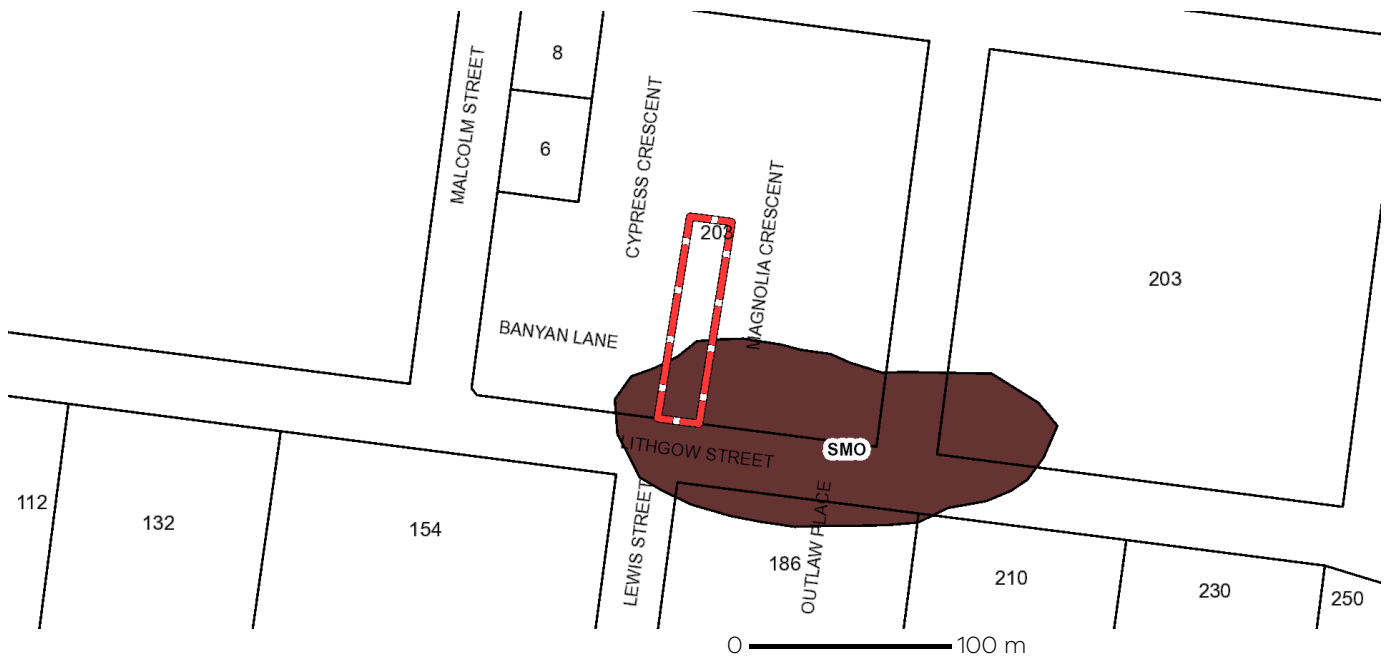 8
MALCOLM STREET
6
CYPRESS CRESCENT
MAGNOLIA CRESCENT
203
203
BANYAN LANE
LITHGOW STREET
SMO
LEWIS STREET
OUTLAW PLACE
112
132
154
186
210
230
250
0 100 m